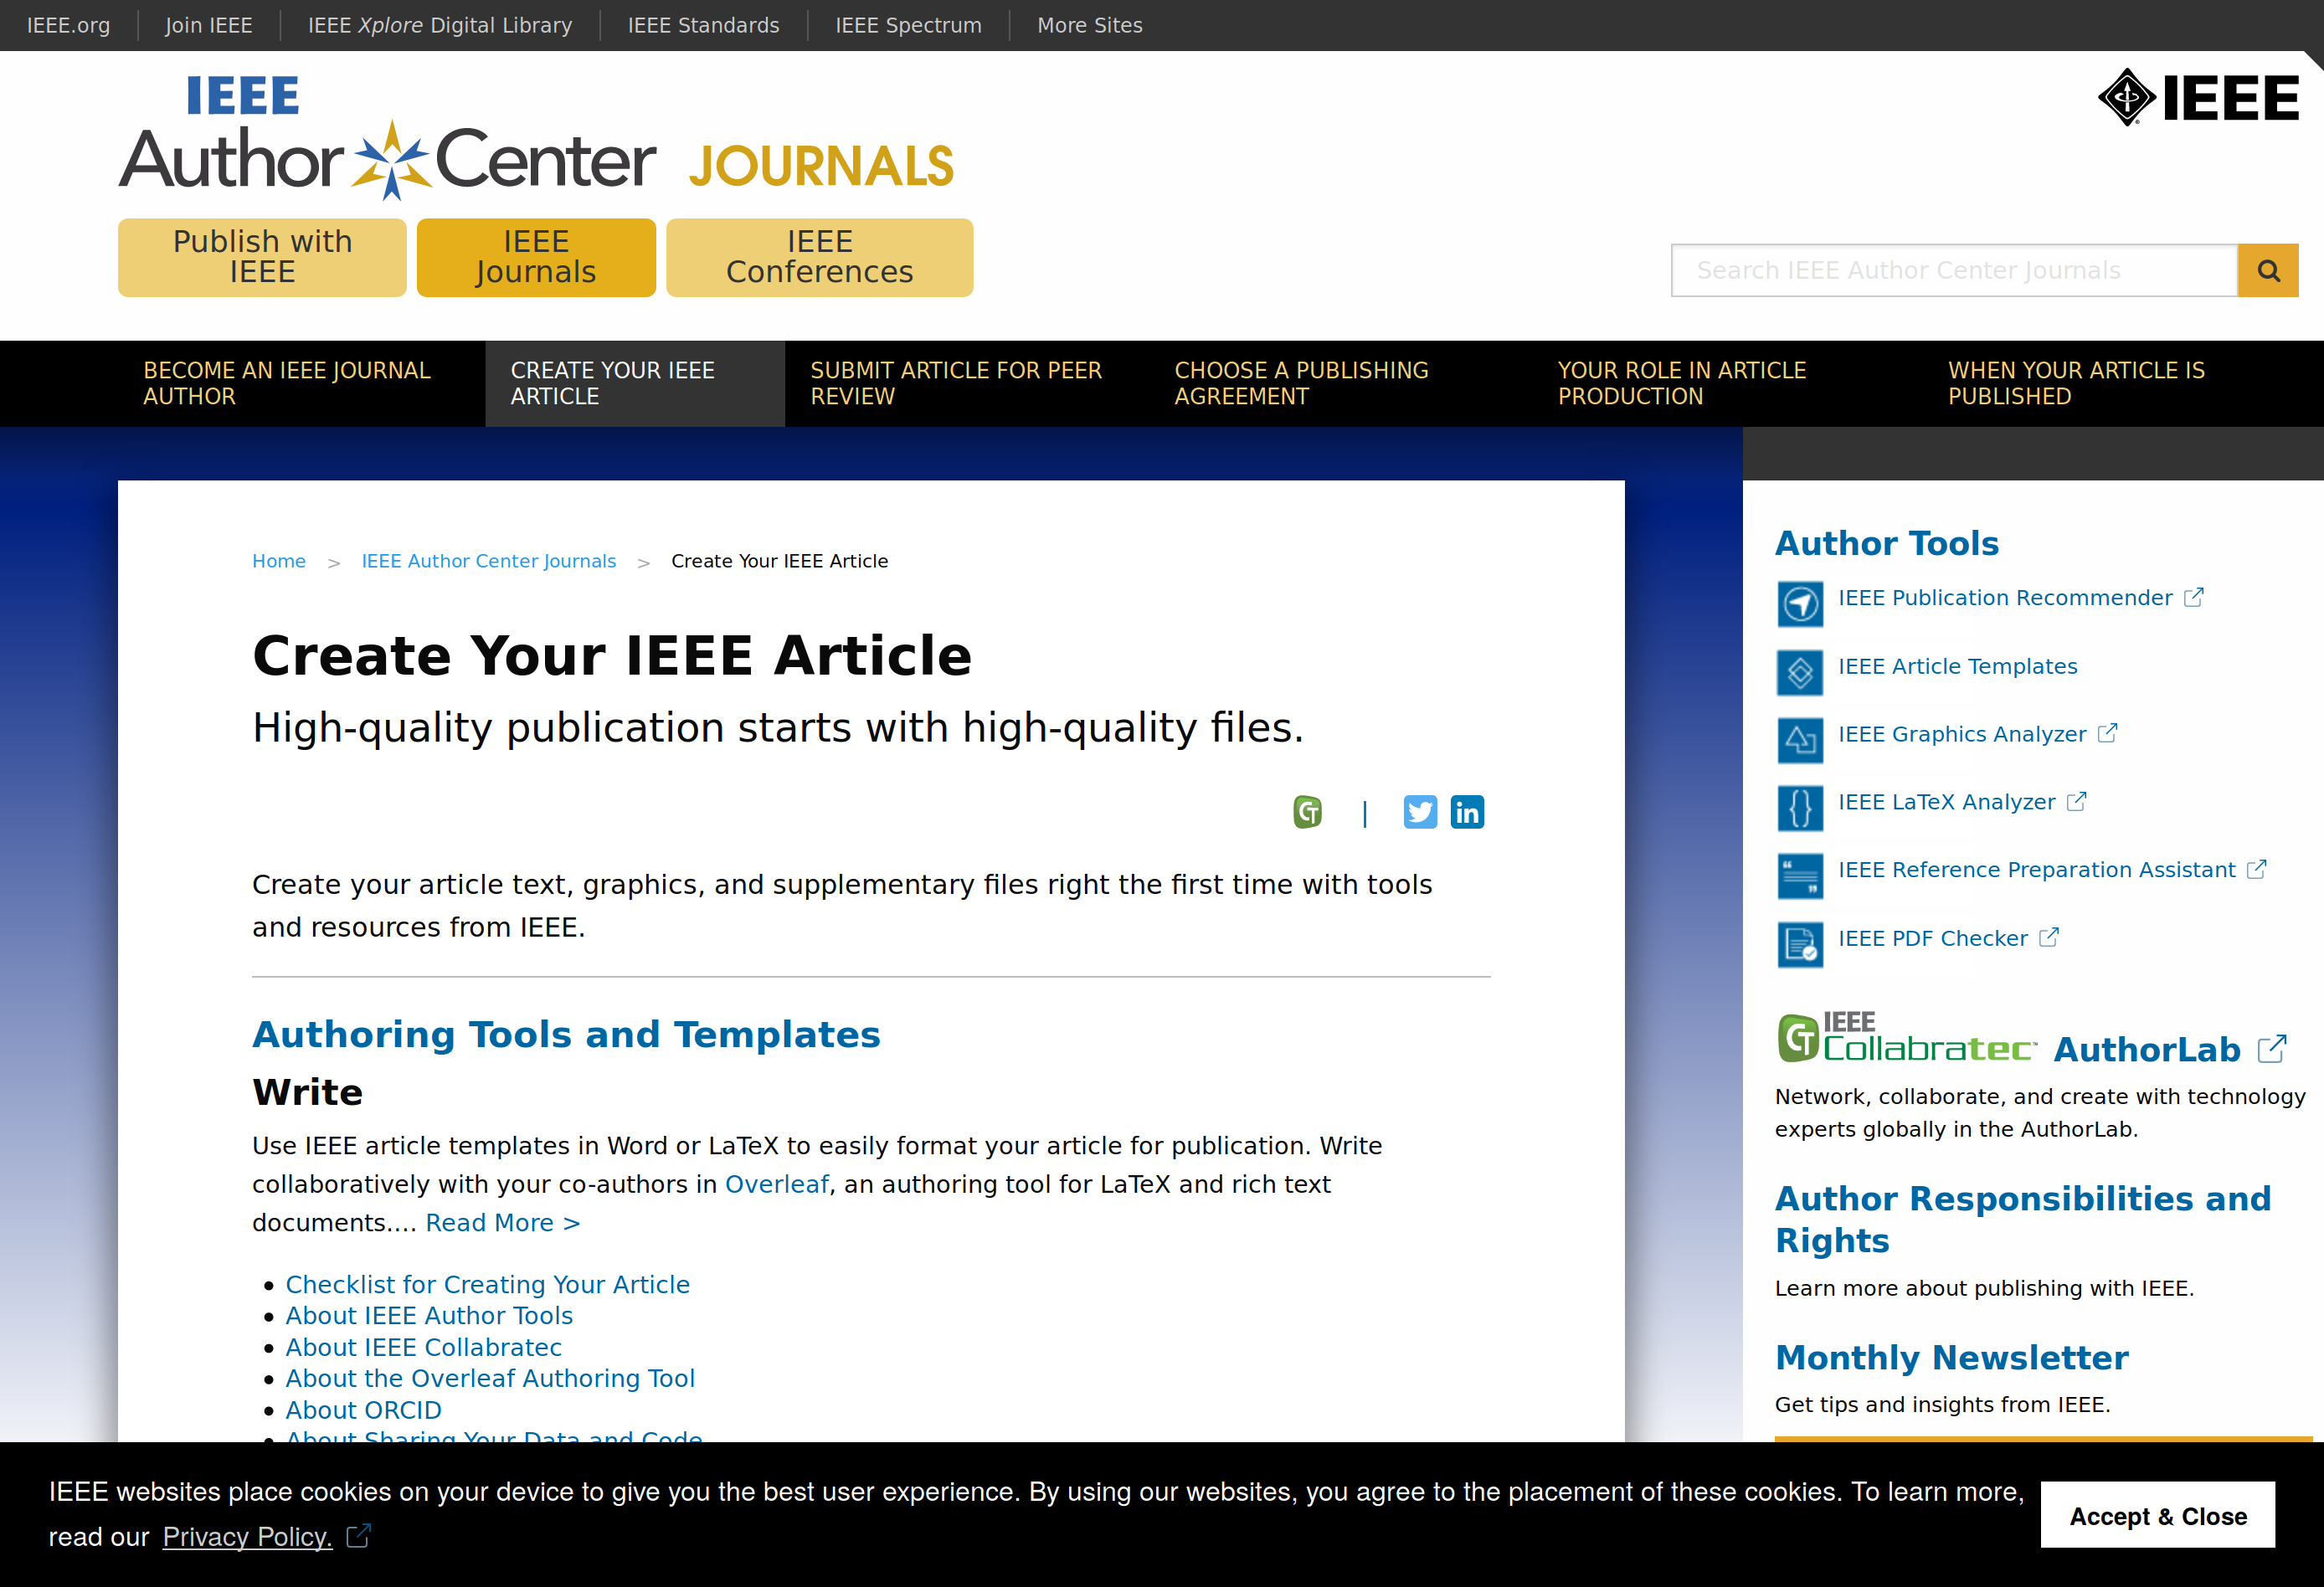 IEEE.org
Join IEEE
IEEE Xplore Digital Library
IEEE Standards
IEEE Spectrum
More Sites
IEEE
Author Center JOURNALS
IEEE
Publish with
IEEE
IEEE
Journals
IEEE
Conferences
Search IEEE Author Center Journals
BECOME AN IEEE JOURNAL
AUTHOR
CREATE YOUR IEEE
ARTICLE
SUBMIT ARTICLE FOR PEER
REVIEW
CHOOSE A PUBLISHING
AGREEMENT
YOUR ROLE IN ARTICLE
PRODUCTION
WHEN YOUR ARTICLE IS
PUBLISHED
Home > IEEE Author Center Journals > Create Your IEEE Article
Create Your IEEE Article
High-quality publication starts with high-quality files.
Create your article text, graphics, and supplementary files right the first time with tools
and resources from IEEE.
Authoring Tools and Templates
Write
Use IEEE article templates in Word or LaTeX to easily format your article for publication. Write
collaboratively with your co-authors in Overleaf, an authoring tool for LaTeX and rich text
documents.... Read More >
Checklist for Creating Your Article
About IEEE Author Tools
About IEEE Collabratec
About the Overleaf Authoring Tool
About ORCID
About Sharing Your Data and Code
Author Tools
IEEE Publication Recommender
IEEE Article Templates
IEEE Graphics Analyzer
IEEE LaTeX Analyzer
IEEE Reference Preparation Assistant
IEEE PDF Checker
IEEE
Collabratec™ AuthorLab
Network, collaborate, and create with technology
experts globally in the AuthorLab.
Author Responsibilities and
Rights
Learn more about publishing with IEEE.
Monthly Newsletter
Get tips and insights from IEEE.
IEEE websites place cookies on your device to give you the best user experience. By using our websites, you agree to the placement of these cookies. To learn more,
read our Privacy Policy.
Accept & Close